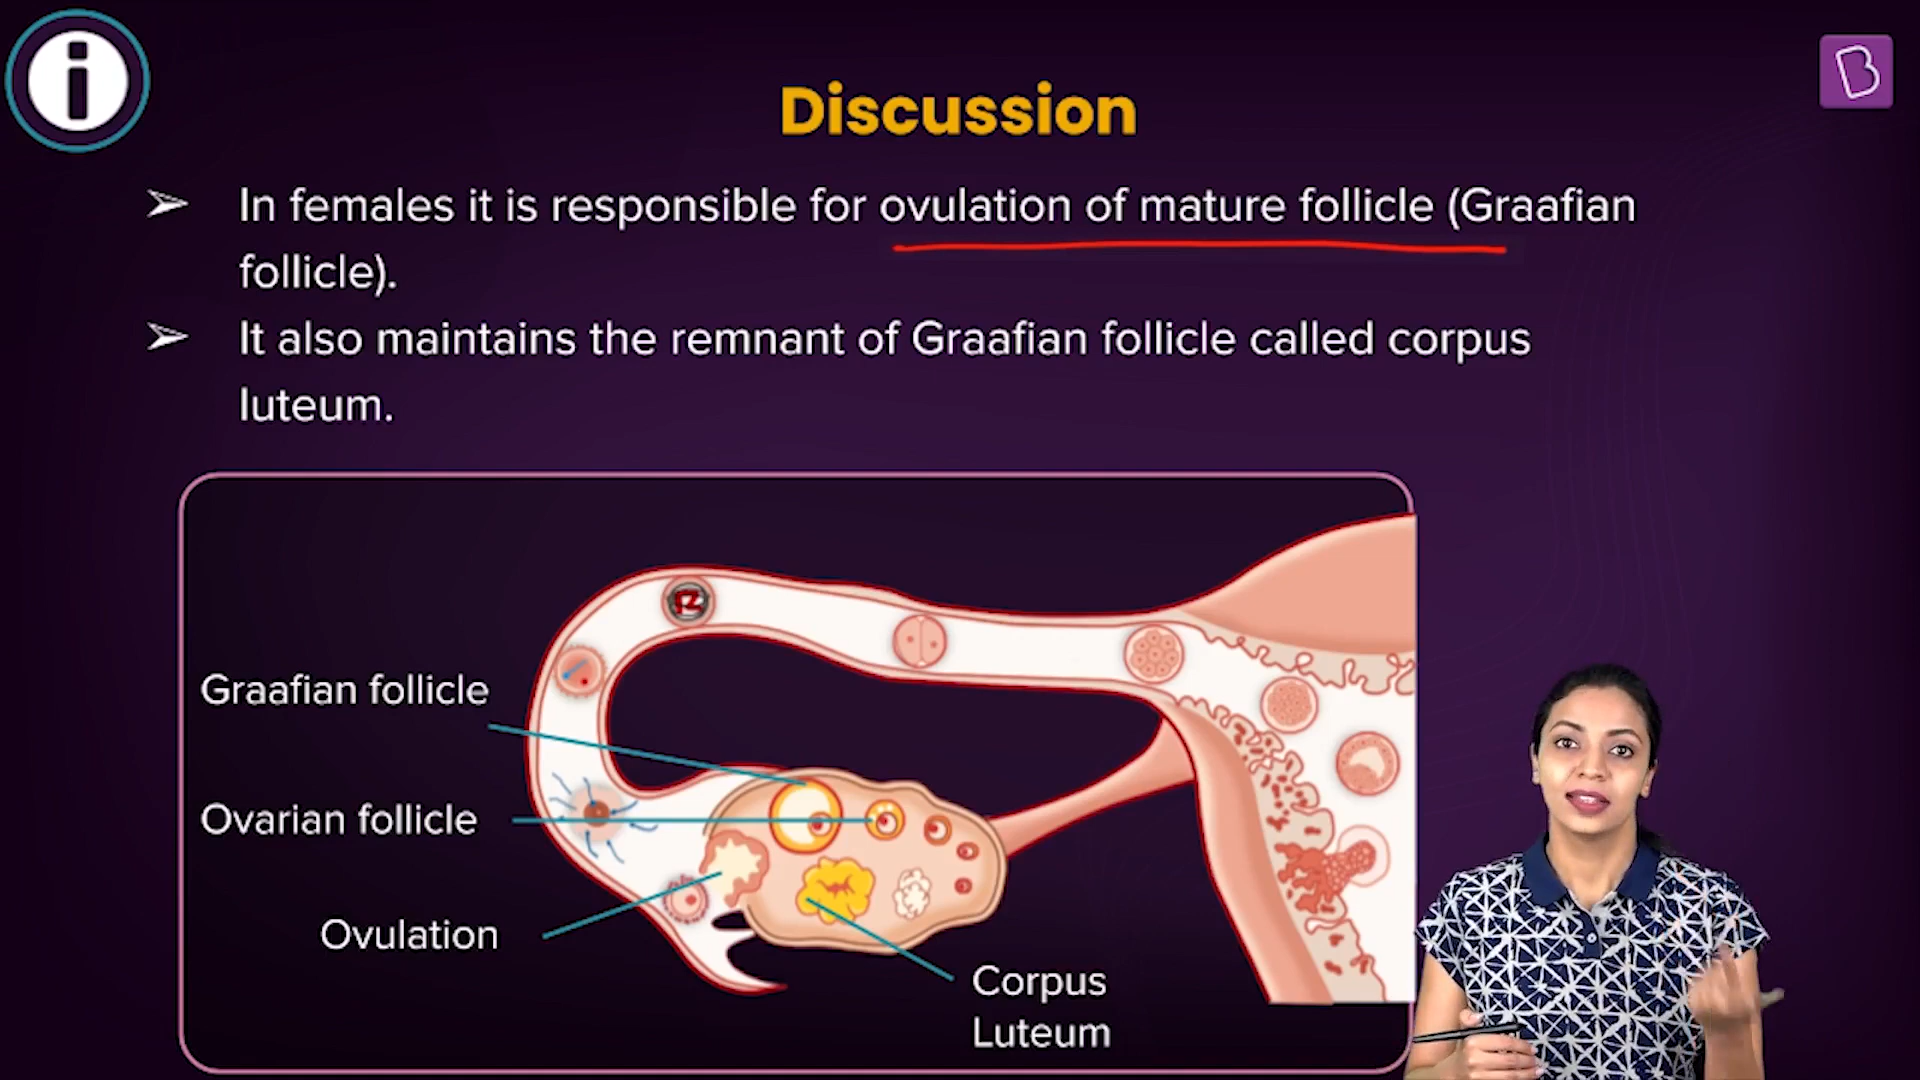 Discussion
➢ In females it is responsible for ovulation of mature follicle (Graafian
follicle).
➢ It also maintains the remnant of Graafian follicle called corpus
luteum.
Graafian follicle
Ovarian follicle
Ovulation
Corpus
Luteum